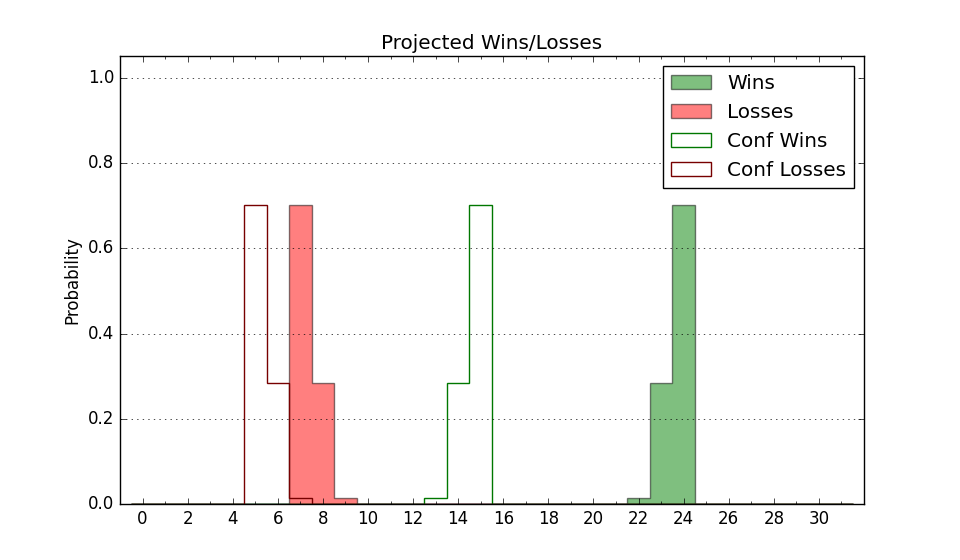 Projected Wins/Losses
1.0
0.8
0.6
0.4
0.2
0.0
Probability
Wins
Losses
Conf Wins
Conf Losses
0 2 4 6 8 10 12 14 16 18 20 22 24 26 28 30